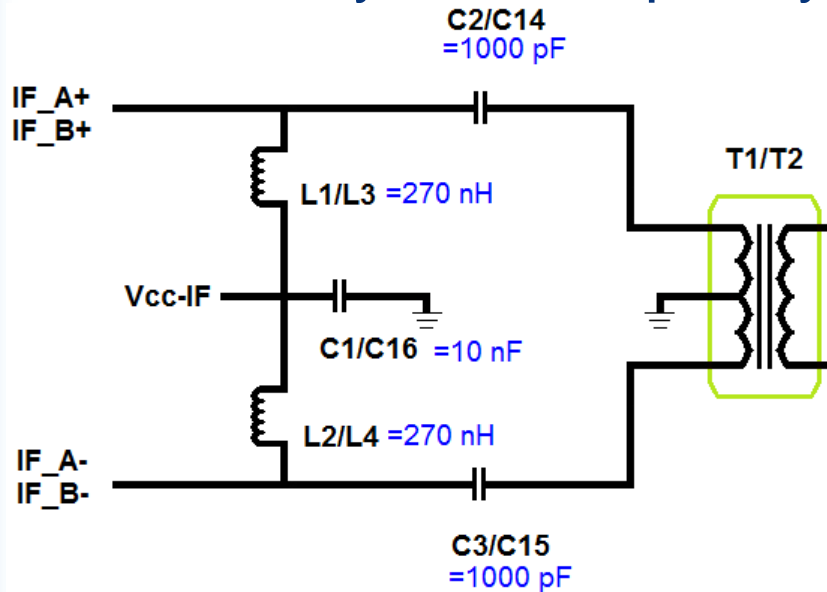 C2/C14
=1000 pF
IF_A+
IF_B+
T1/T2
L1/L3 =270 nH
Vcc-IF
C1/C16 =10 nF
L2/L4 =270 nH
IF_A-
IF_B-
C3/C15
=1000 pF